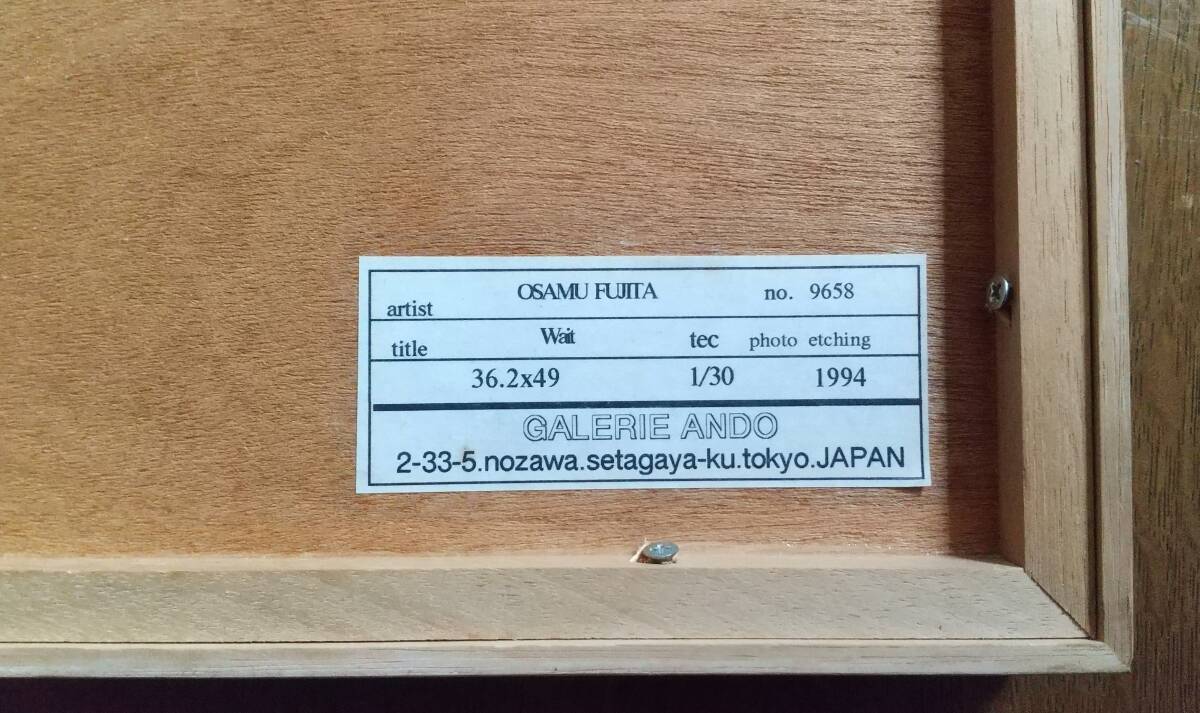 artist OSAMU FUJITA no. 9658
title Wait tec photo etching
36.2x49 1/30 1994
GALERIE ANDO
2-33-5.nozawa.setagaya-ku.tokyo.JAPAN